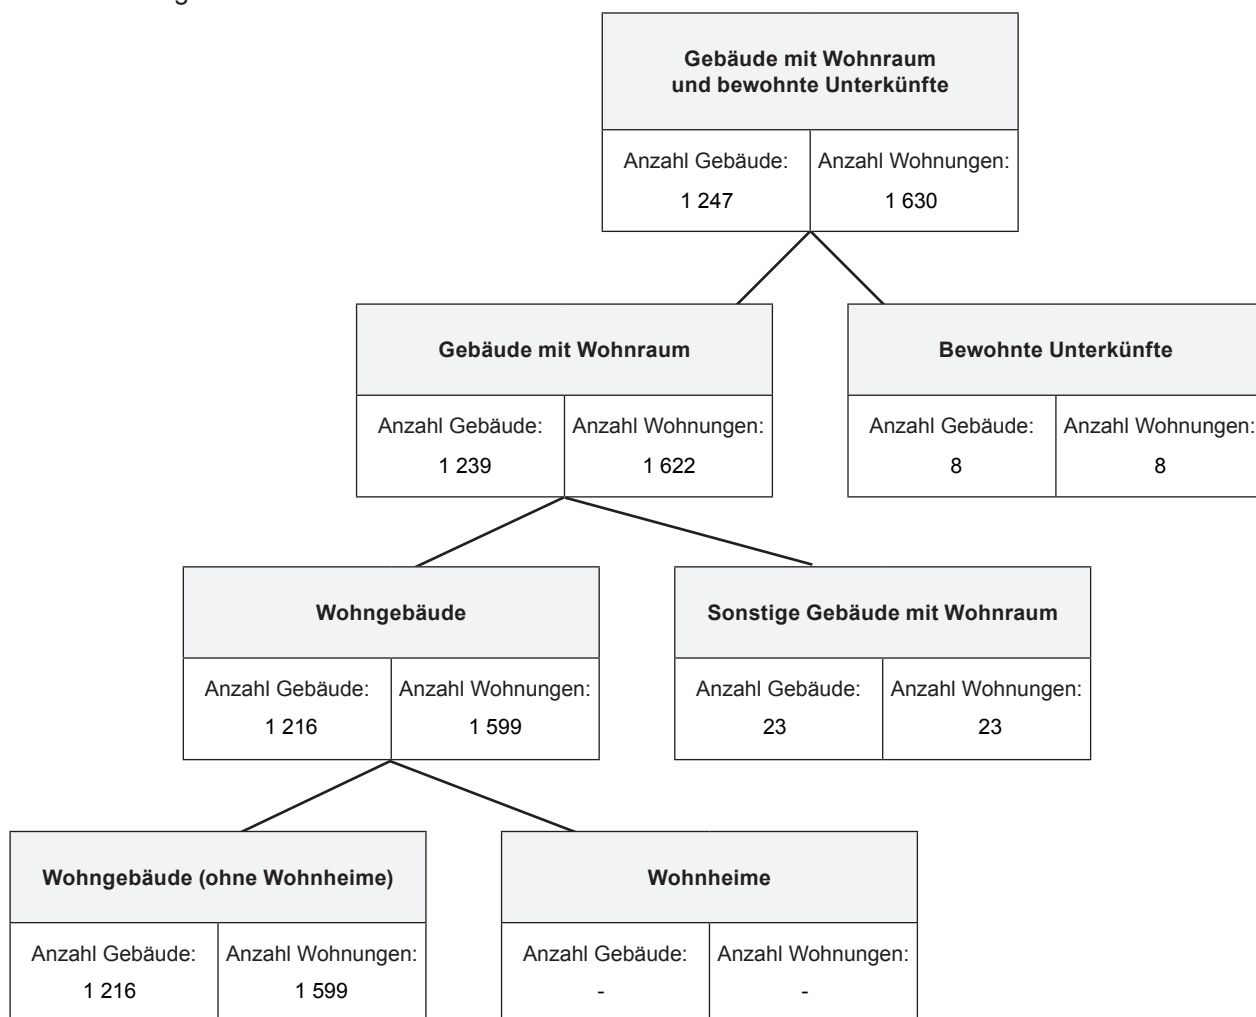 Gebäude mit Wohnraum
und bewohnte Unterkünfte
Anzahl Gebäude:
1 247
Anzahl Wohnungen:
1 630
Gebäude mit Wohnraum
Anzahl Gebäude:
1 239
Anzahl Wohnungen:
1 622
Bewohnte Unterkünfte
Anzahl Gebäude:
8
Anzahl Wohnungen:
8
Wohngebäude
Anzahl Gebäude:
1 216
Anzahl Wohnungen:
1 599
Sonstige Gebäude mit Wohnraum
Anzahl Gebäude:
23
Anzahl Wohnungen:
23
Wohngebäude (ohne Wohnheime)
Anzahl Gebäude:
1 216
Anzahl Wohnungen:
1 599
Wohnheime
Anzahl Gebäude:
-
Anzahl Wohnungen:
-